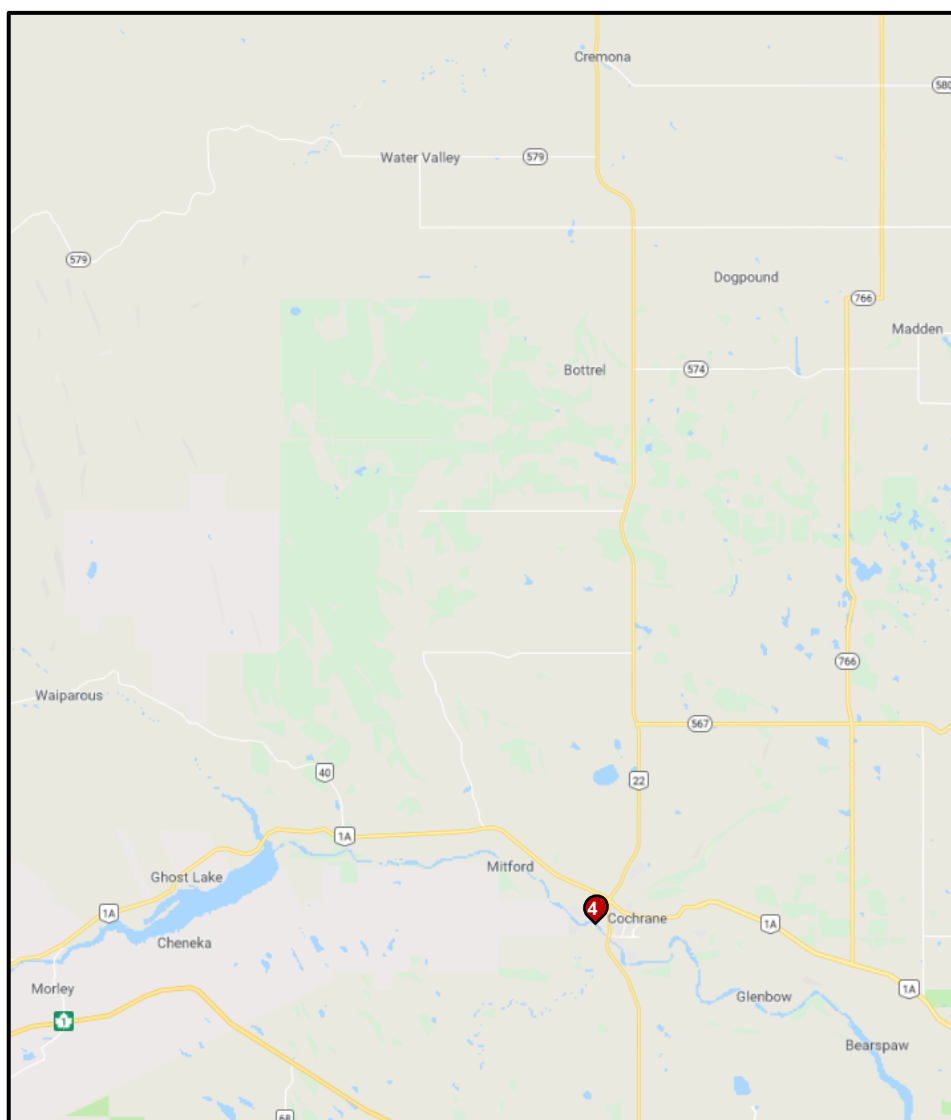 Cremona
580
Water Valley
579
579
Dogpound
766
Madden
Bottrel
574
766
Waiparous
567
40
22
1A
Mitford
Ghost Lake
4
1A
Cochrane
1A
Cheneka
Morley
1A
Glenbow
1
Bearspaw
68